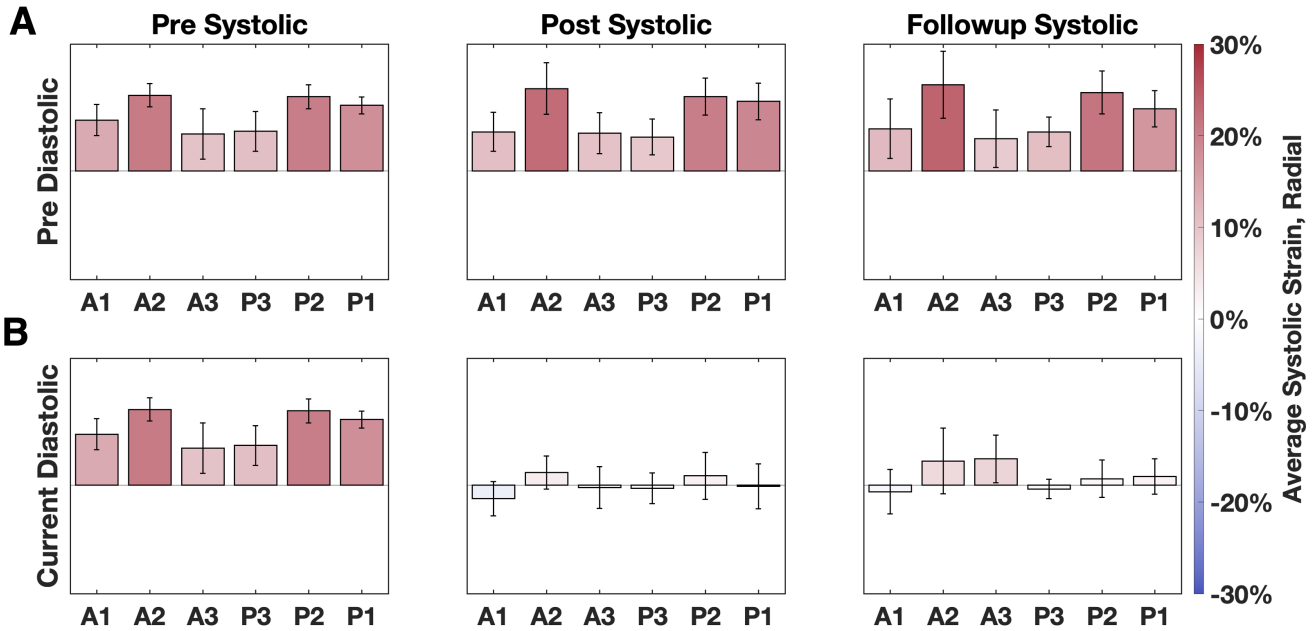 A
Pre Systolic
Post Systolic
Followup Systolic
Pre Diastolic
A1 A2 A3 P3 P2 P1
A1 A2 A3 P3 P2 P1
A1 A2 A3 P3 P2 P1
B
Current Diastolic
A1 A2 A3 P3 P2 P1
A1 A2 A3 P3 P2 P1
A1 A2 A3 P3 P2 P1
30%
20%
10%
0%
-10%
-20%
-30%
Average Systolic Strain, Radial